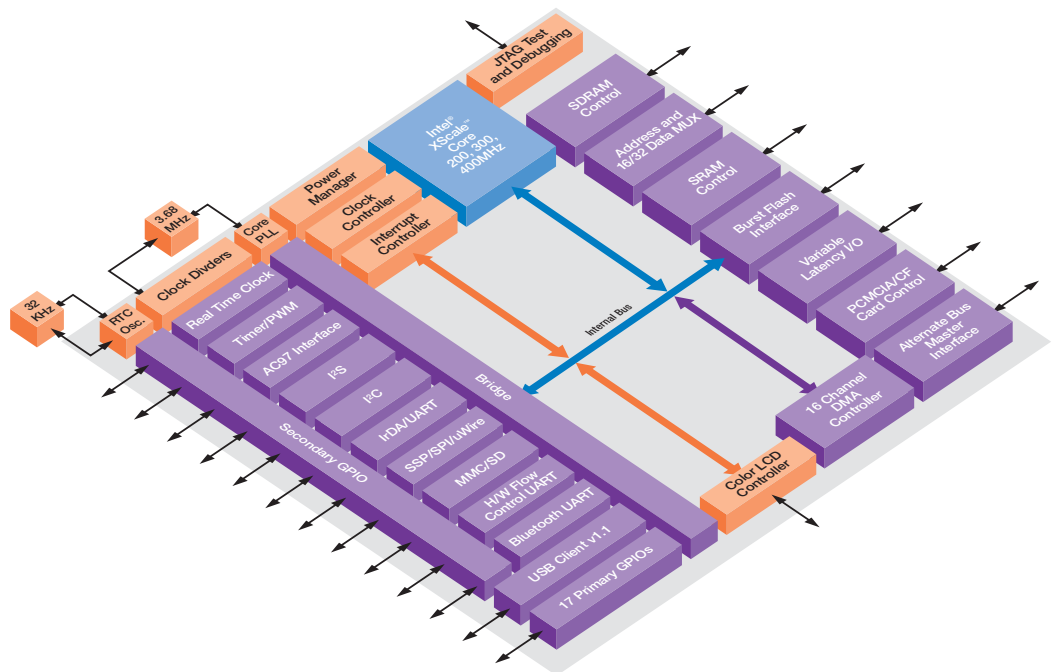 JTAG Test
and Debugging
SDRAM
Control
Address and
16/32 Data MUX
SRAM
Control
Burst Flash
Interface
Variable
Latency I/O
PCMCIA/CF
Card Control
Alternate Bus
Master
Interface
Intel®
XScale™
Core
200, 300,
400MHz
Power
Manager
Clock
Controller
Interrupt
Controller
3.68
MHz
Core
PLL
Clock Divders
32
KHz
RTC
Osc.
Internal Bus
Bridge
16 Channel
DMA
Controller
Color LCD
Controller
Real Time Clock
Timer/PWM
AC97 Interface
I²S
I²C
IrDA/UART
SSP/SPI/uWire
MMC/SD
H/W Flow
Control UART
Bluetooth UART
USB Client v1.1
17 Primary GPIOs
Secondary GPIO